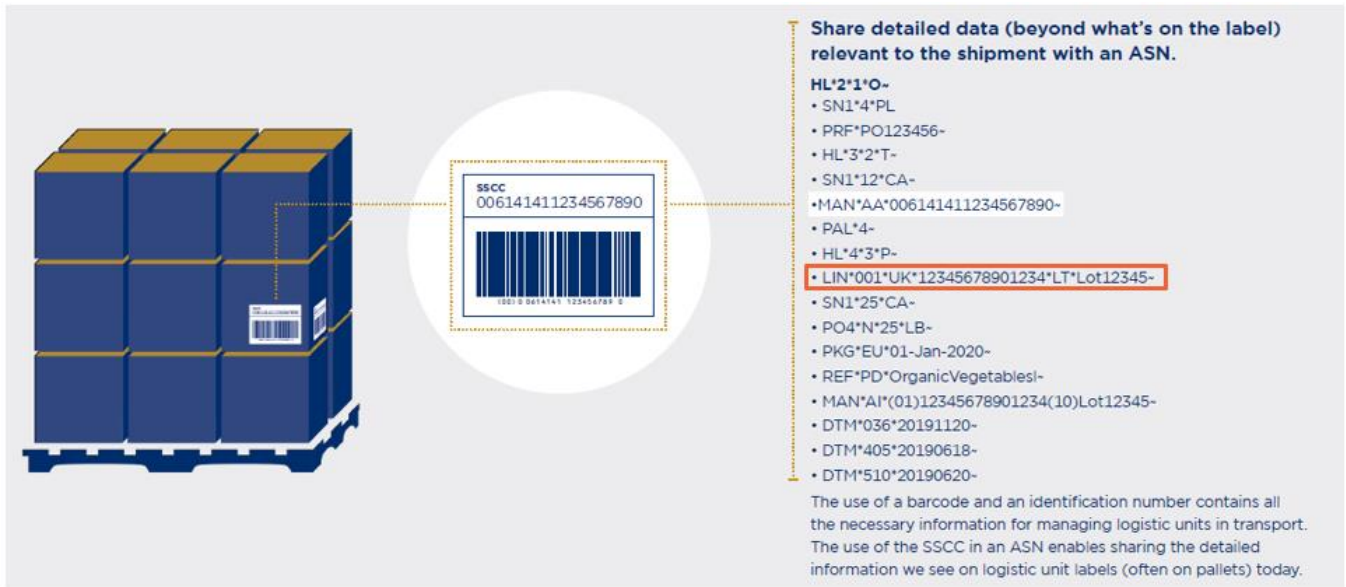 Share detailed data (beyond what's on the label)
relevant to the shipment with an ASN.
HL*2*1*O~
• SN1*4*PL
• PRF*PO123456~
• HL*3*2*T~
• SN1*12*CA~
•MAN*AA*006141411234567890~
• PAL*4~
• HL*4*3*P~
• LIN*001*UK*12345678901234*LT*Lot12345~
• SN1*25*CA~
• PO4*N*25*LB~
• PKG*EU*01-Jan-2020~
• REF*PD*OrganicVegetablesl~
• MAN*AI*(01)12345678901234(10)Lot12345~
• DTM*036*20191120~
• DTM*405*20190618~
• DTM*510*20190620~
The use of a barcode and an identification number contains all
the necessary information for managing logistic units in transport.
The use of the SSCC in an ASN enables sharing the detailed
information we see on logistic unit labels (often on pallets) today.
SSCC
006141411234567890
(00) 0 0614141 123456789 0